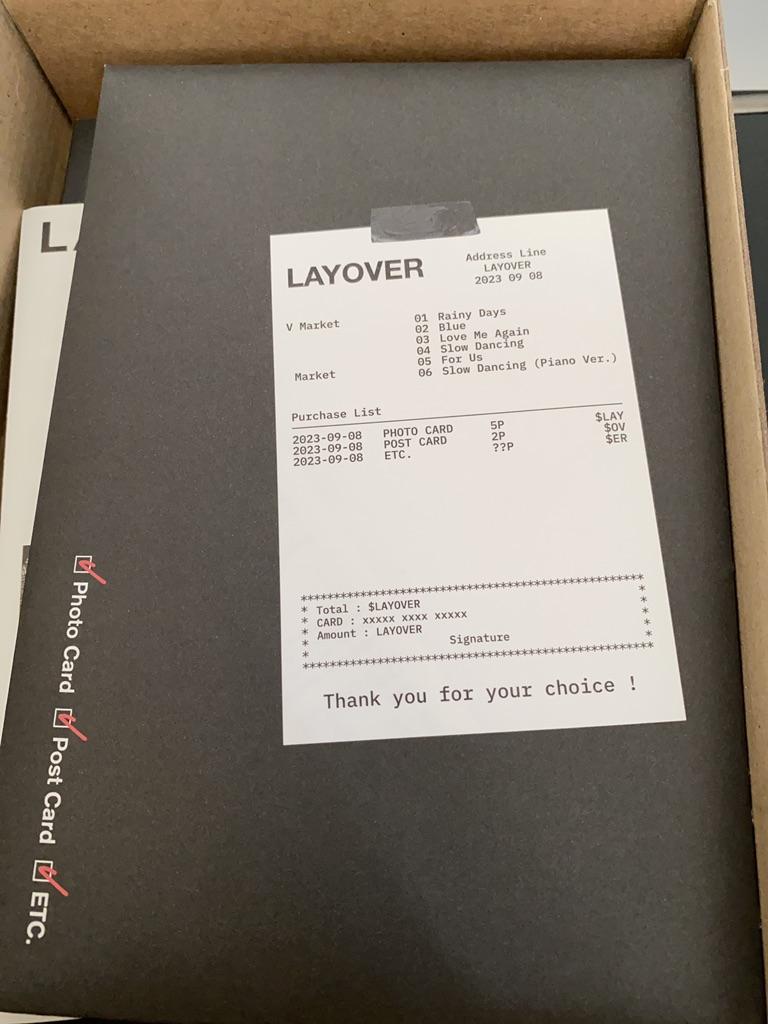 LAYOVER
Address Line
LAYOVER
2023 09 08
V Market
01 Rainy Days
02 Blue
03 Love Me Again
04 Slow Dancing
05 For Us
Market
06 Slow Dancing (Piano Ver.)
Purchase List
2023-09-08 PHOTO CARD 5P $LAY
2023-09-08 POST CARD 2P $OV
2023-09-08 ETC. ??P $ER
************************************************
* Total : $LAYOVER *
* CARD : xxxxx xxxx xxxxx *
* Amount : LAYOVER *
* Signature *
************************************************
Thank you for your choice !
Photo Card Post Card ETC.